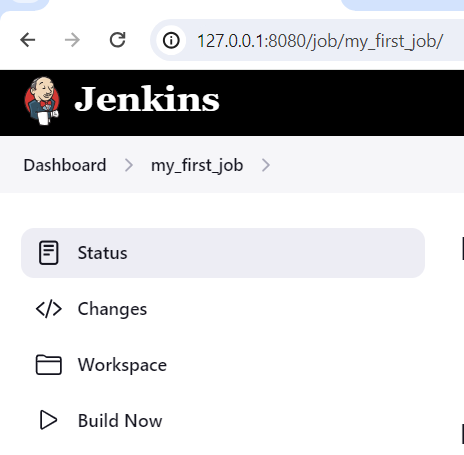 127.0.0.1:8080/job/my_first_job/
Jenkins
Dashboard my_first_job
Status
Changes
Workspace
Build Now